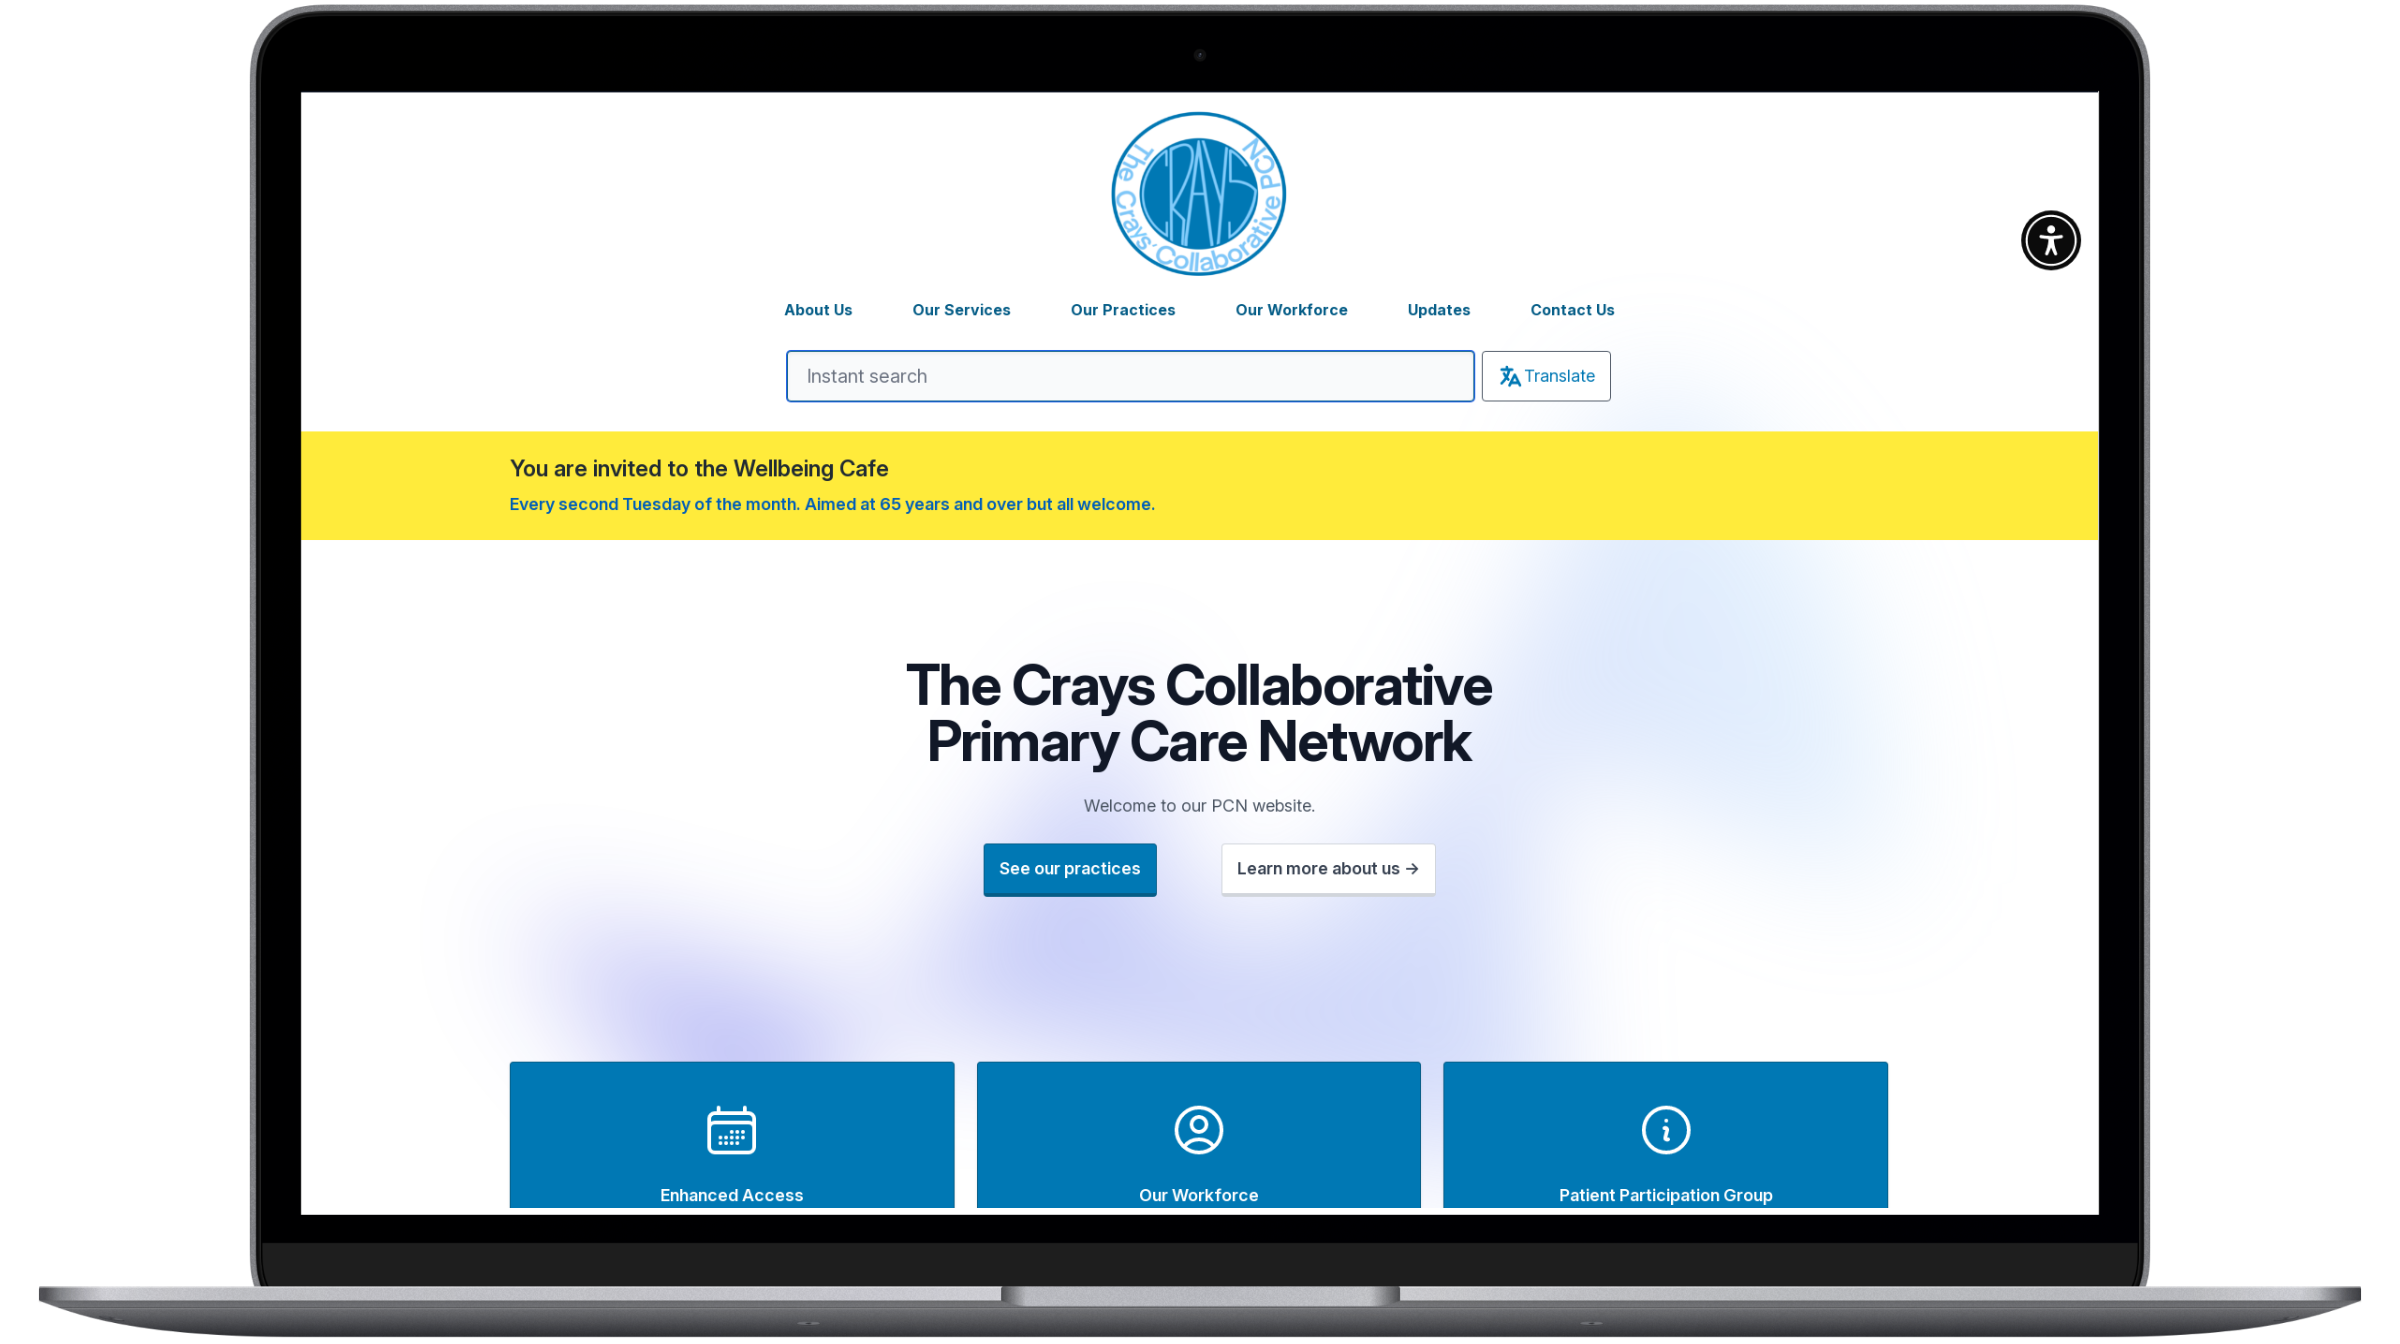 The Crays' Collaborative PCN
CRAYS
About Us
Our Services
Our Practices
Our Workforce
Updates
Contact Us
Instant search
Translate
You are invited to the Wellbeing Cafe
Every second Tuesday of the month. Aimed at 65 years and over but all welcome.
The Crays Collaborative
Primary Care Network
Welcome to our PCN website.
See our practices
Learn more about us →
Enhanced Access
Our Workforce
Patient Participation Group